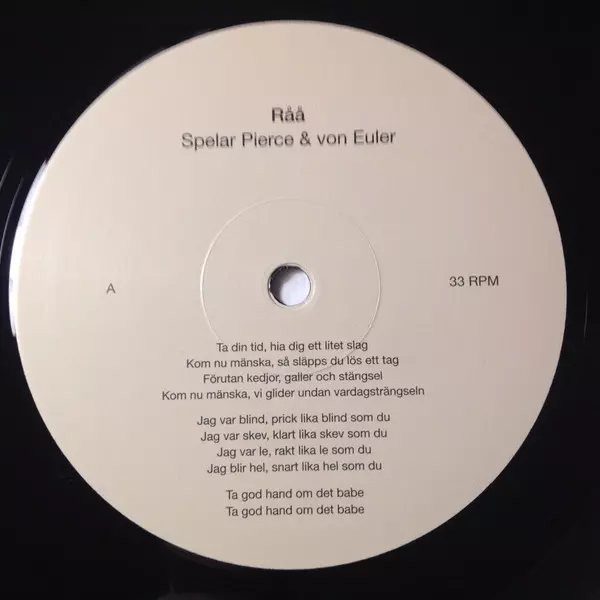 Råå
Spelar Pierce & von Euler
A
33 RPM
Ta din tid, hia dig ett litet slag
Kom nu mänska, så släpps du lös ett tag
Förutan kedjor, galler och stängsel
Kom nu mänska, vi glider undan vardagsträngseln
Jag var blind, prick lika blind som du
Jag var skev, klart lika skev som du
Jag var le, rakt lika le som du
Jag blir hel, snart lika hel som du
Ta god hand om det babe
Ta god hand om det babe